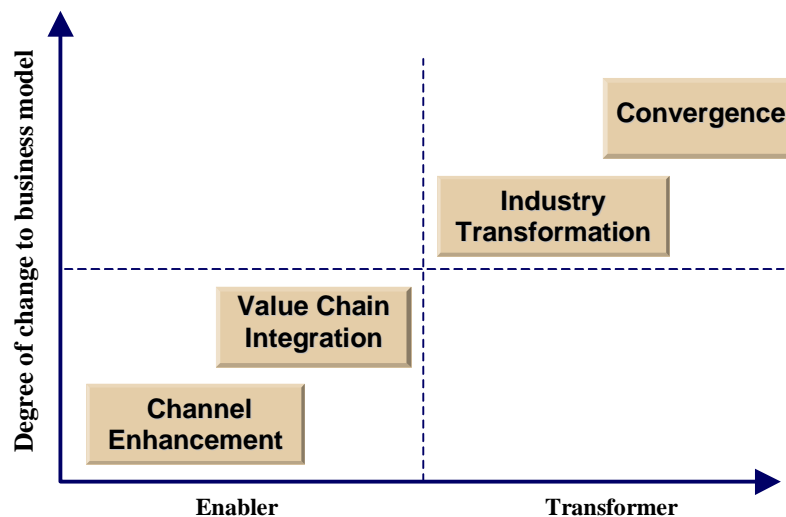 Degree of change to business model
Convergence
Industry
Transformation
Value Chain
Integration
Channel
Enhancement
Enabler
Transformer